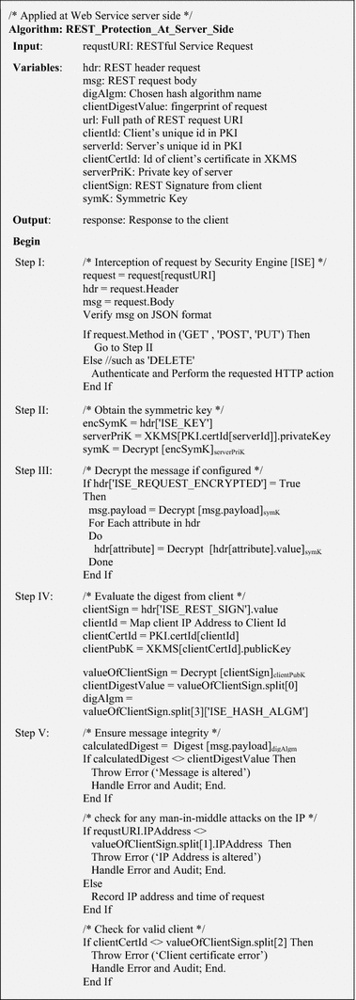 /* Applied at Web Service server side */
Algorithm: REST_Protection_At_Server_Side
Input: requstURI: RESTful Service Request
Variables: hdr: REST header request
msg: REST request body
digAlgm: Chosen hash algorithm name
clientDigestValue: fingerprint of request
url: Full path of REST request URI
clientId: Client's unique id in PKI
serverId: Server's unique id in PKI
clientCertId: Id of client's certificate in XKMS
serverPriK: Private key of server
clientSign: REST Signature from client
symK: Symmetric Key
Output: response: Response to the client
Begin
Step I: /* Interception of request by Security Engine [ISE] */
request = request[requstURI]
hdr = request.Header
msg = request.Body
Verify msg on JSON format
If request.Method in ('GET' , 'POST', 'PUT') Then
Go to Step II
Else //such as 'DELETE'
Authenticate and Perform the requested HTTP action
End If
Step II: /* Obtain the symmetric key */
encSymK = hdr['ISE_KEY']
serverPriK = XKMS[PKI.certId[serverId]].privateKey
symK = Decrypt [encSymK]serverPriK
Step III: /* Decrypt the message if configured */
If hdr['ISE_REQUEST_ENCRYPTED'] = True
Then
msg.payload = Decrypt [msg.payload]symK
For Each attribute in hdr
Do
hdr[attribute] = Decrypt [hdr[attribute].value]symK
Done
End If
Step IV: /* Evaluate the digest from client */
clientSign = hdr['ISE_REST_SIGN'].value
clientId = Map client IP Address to Client Id
clientCertId = PKI.certId[clientId]
clientPubK = XKMS[clientCertId].publicKey
valueOfClientSign = Decrypt [clientSign]clientPubK
clientDigestValue = valueOfClientSign.split[0]
digAlgm =
valueOfClientSign.split[3]['ISE_HASH_ALGM']
Step V: /* Ensure message integrity */
calculatedDigest = Digest [msg.payload]digAlgm
If calculatedDigest <> clientDigestValue Then
Throw Error ('Message is altered')
Handle Error and Audit; End.
End If
/* check for any man-in-middle attacks on the IP */
If requstURI.IPAddress <>
valueOfClientSign.split[1].IPAddress Then
Throw Error ('IP Address is altered')
Handle Error and Audit; End.
Else
Record IP address and time of request
End If
/* Check for valid client */
If clientCertId <> valueOfClientSign.split[2] Then
Throw Error ('Client certificate error')
Handle Error and Audit; End.
End If